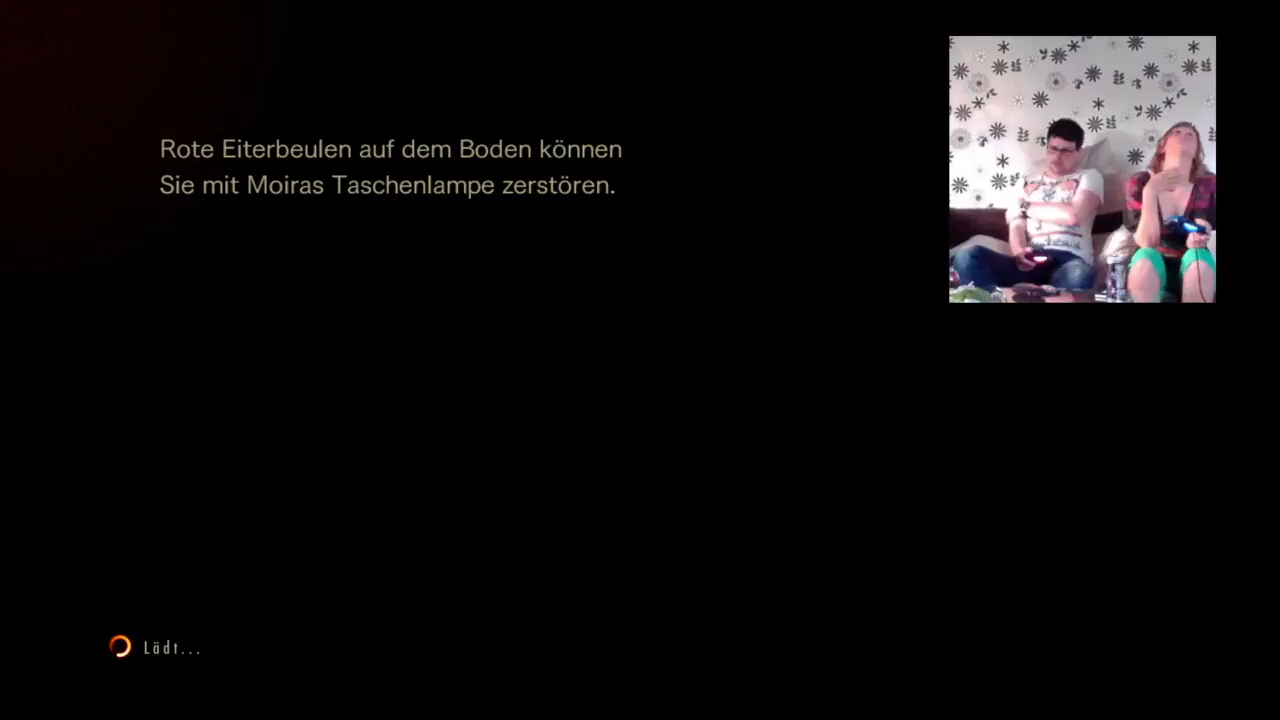 Rote Eiterbeulen auf dem Boden können
Sie mit Moiras Taschenlampe zerstören.
Lädt...